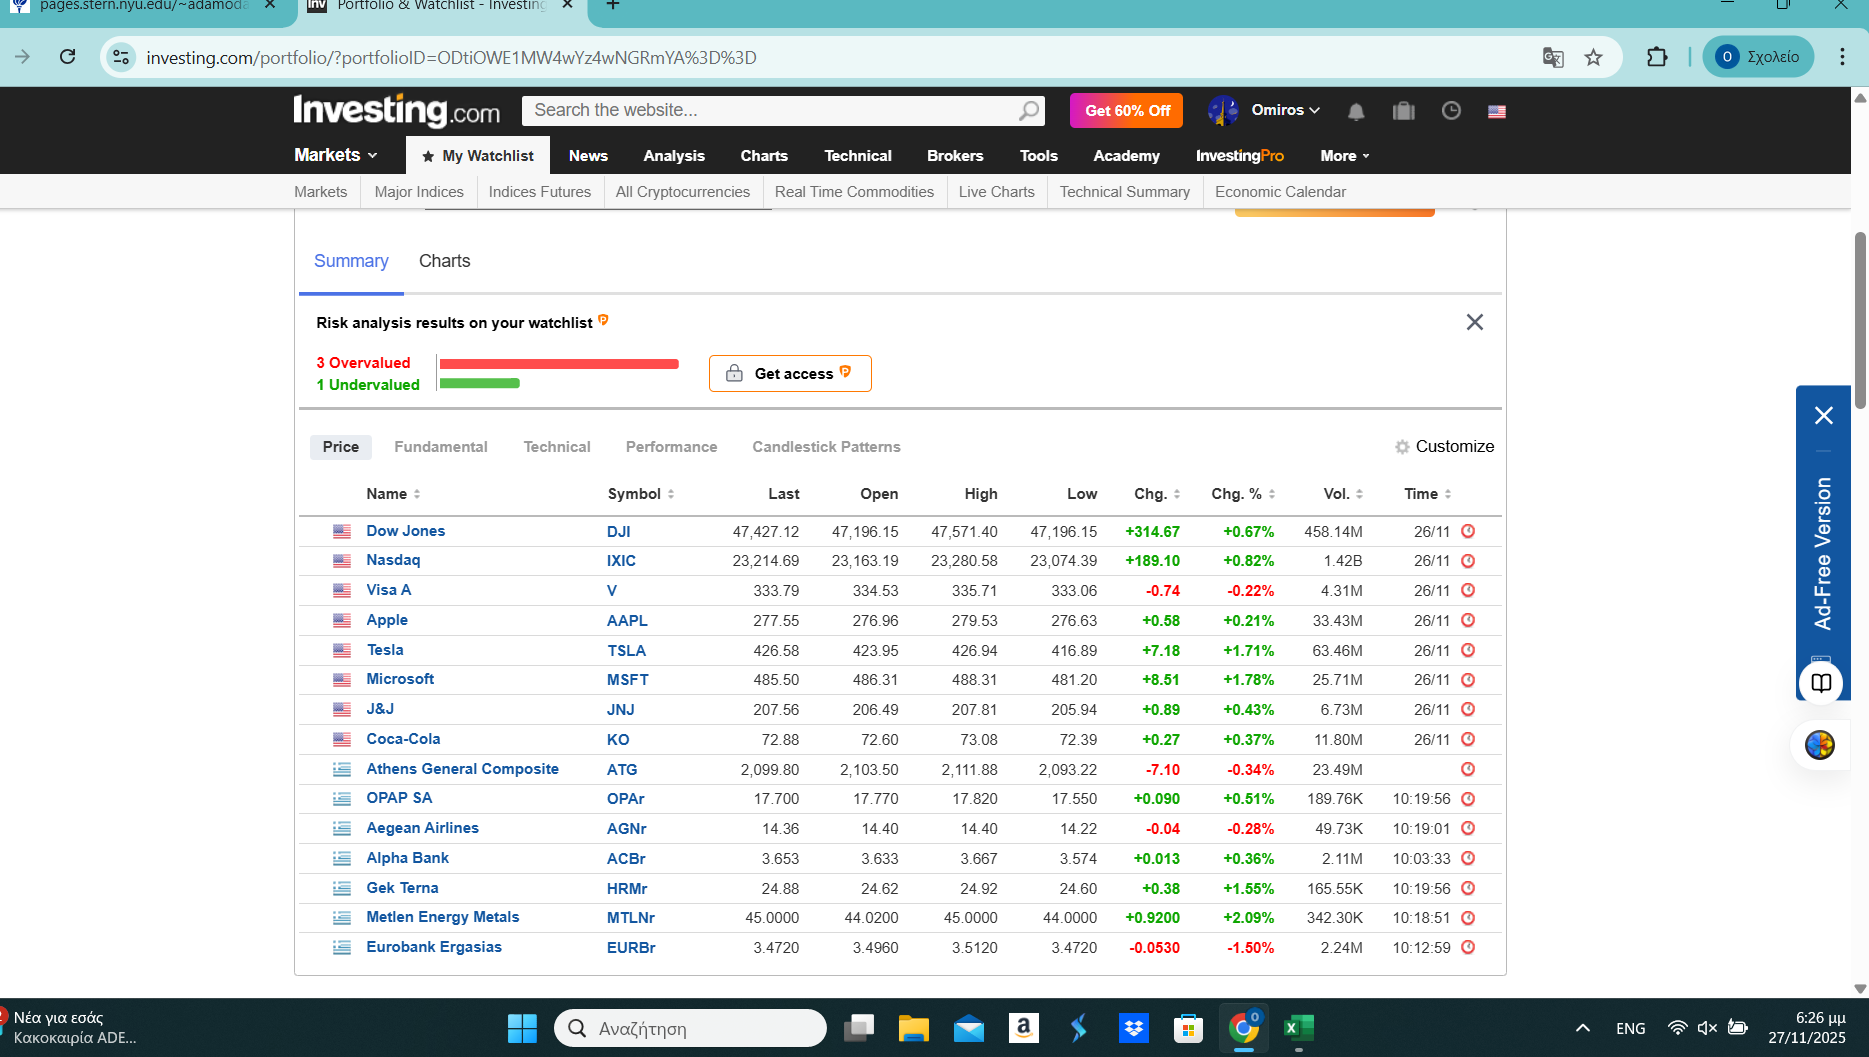 pages.stern.nyu.edu/~adamoda
Inv Portfolio & Watchlist - Investing
investing.com/portfolio/?portfolioID=ODTiOWE1MW4wYz4wNGRmYA%3D%3D
O Σχολείο
Investing.com
Search the website...
Get 60% Off
Omiros
Markets
My Watchlist
News
Analysis
Charts
Technical
Brokers
Tools
Academy
InvestingPro
More
Markets
Major Indices
Indices Futures
All Cryptocurrencies
Real Time Commodities
Live Charts
Technical Summary
Economic Calendar
Summary
Charts
Risk analysis results on your watchlist
3 Overvalued
1 Undervalued
Get access
Price
Fundamental
Technical
Performance
Candlestick Patterns
Customize
Name Symbol Last Open High Low Chg. Chg. % Vol. Time
Dow Jones DJI 47,427.12 47,196.15 47,571.40 47,196.15 +314.67 +0.67% 458.14M 26/11
Nasdaq IXIC 23,214.69 23,163.19 23,280.58 23,074.39 +189.10 +0.82% 1.42B 26/11
Visa A V 333.79 334.53 335.71 333.06 -0.74 -0.22% 4.31M 26/11
Apple AAPL 277.55 276.96 279.53 276.63 +0.58 +0.21% 33.43M 26/11
Tesla TSLA 426.58 423.95 426.94 416.89 +7.18 +1.71% 63.46M 26/11
Microsoft MSFT 485.50 486.31 488.31 481.20 +8.51 +1.78% 25.71M 26/11
J&J JNJ 207.56 206.49 207.81 205.94 +0.89 +0.43% 6.73M 26/11
Coca-Cola KO 72.88 72.60 73.08 72.39 +0.27 +0.37% 11.80M 26/11
Athens General Composite ATG 2,099.80 2,103.50 2,111.88 2,093.22 -7.10 -0.34% 23.49M
OPAP SA OPAr 17.700 17.770 17.820 17.550 +0.090 +0.51% 189.76K 10:19:56
Aegean Airlines AGNr 14.36 14.40 14.40 14.22 -0.04 -0.28% 49.73K 10:19:01
Alpha Bank ACBr 3.653 3.633 3.667 3.574 +0.013 +0.36% 2.11M 10:03:33
Gek Terna HRMr 24.88 24.62 24.92 24.60 +0.38 +1.55% 165.55K 10:19:56
Metlen Energy Metals MTLNr 45.0000 44.0200 45.0000 44.0000 +0.9200 +2.09% 342.30K 10:18:51
Eurobank Ergasias EURBr 3.4720 3.4960 3.5120 3.4720 -0.0530 -1.50% 2.24M 10:12:59
Ad-Free Version
Νέα για εσάς
Κακοκαιρία ADE...
Αναζήτηση
ENG
6:26 μμ
27/11/2025